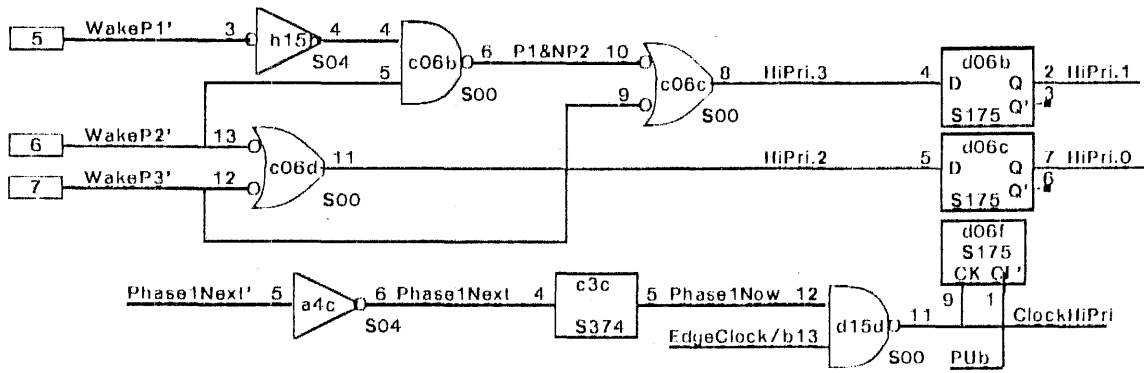 5 WakeP1' 3 h15 4 S04 4 5 c06b 6 S00 P1&NP2 10 9 c06c 8 S00 HiPri.3 4 d06b D Q Q' S175 2 3 HiPri.1
6 WakeP2' 13
7 WakeP3' 12 c06d 11 S00 HiPri.2 5 d06c D Q Q' S175 7 6 HiPri.0
d06f S175 CK CL' 9 1
Phase1Next' 5 a4c 6 S04 Phase1Next 4 c3c S374 5 Phase1Now 12 d15d 11 S00 ClockHiPri
EdgeClock/b13
PUb